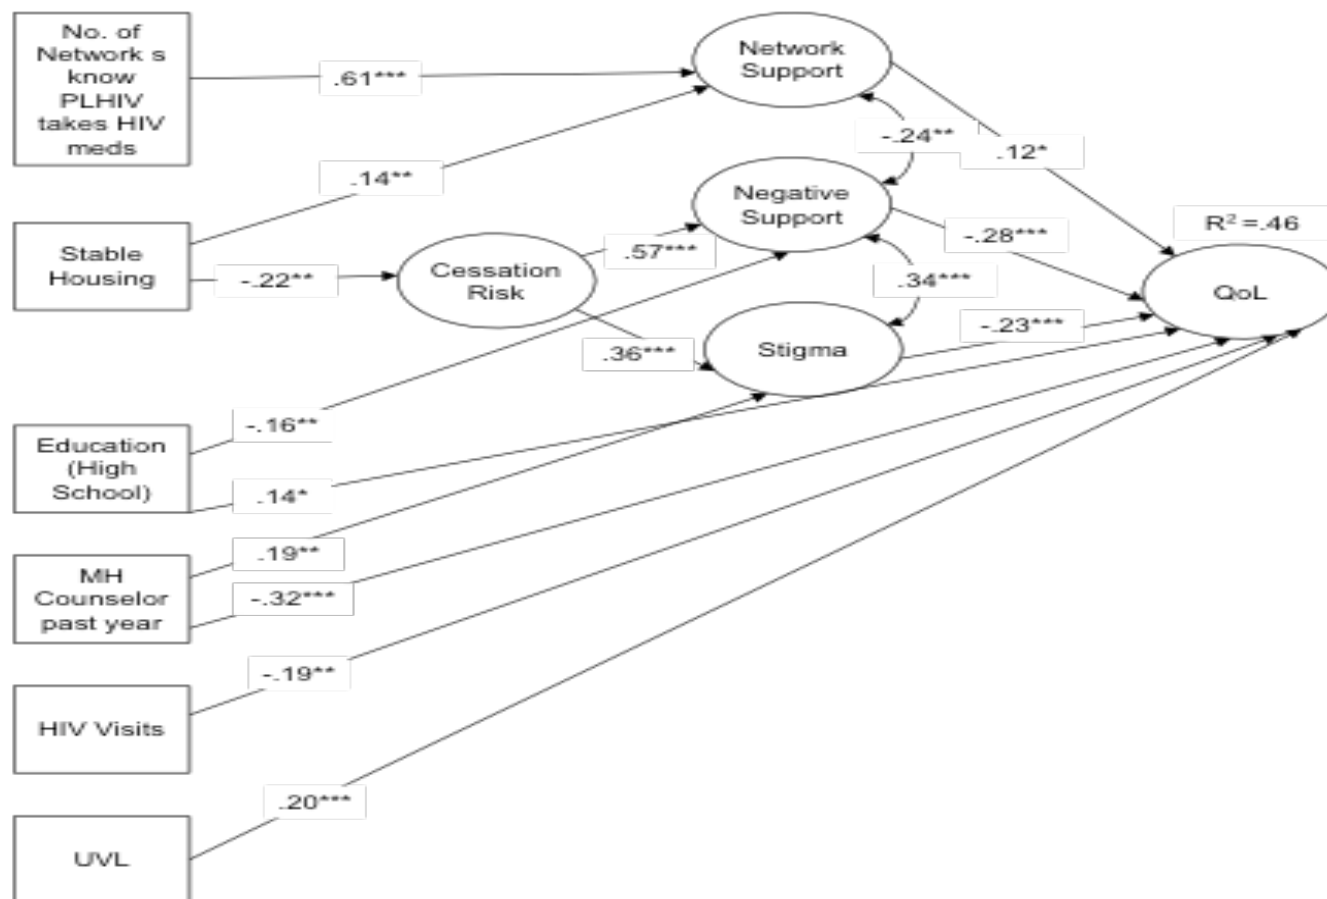 No. of
Network s
know
PLHIV
takes HIV
meds
.61***
Network
Support
-.24**
.12*
.14**
Negative
Support
R² =.46
Stable
Housing
-.22**
Cessation
Risk
.57***
-.28***
.34***
QoL
-.23***
.36***
Stigma
Education
(High
School)
-.16**
.14*
MH
Counselor
past year
.19**
-.32***
HIV Visits
-.19**
UVL
.20***